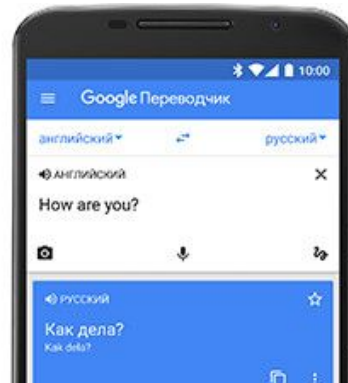 10:00
Google Переводчик
английский русский
АНГЛИЙСКИЙ
How are you?
РУССКИЙ
Как дела?
Kak dela?